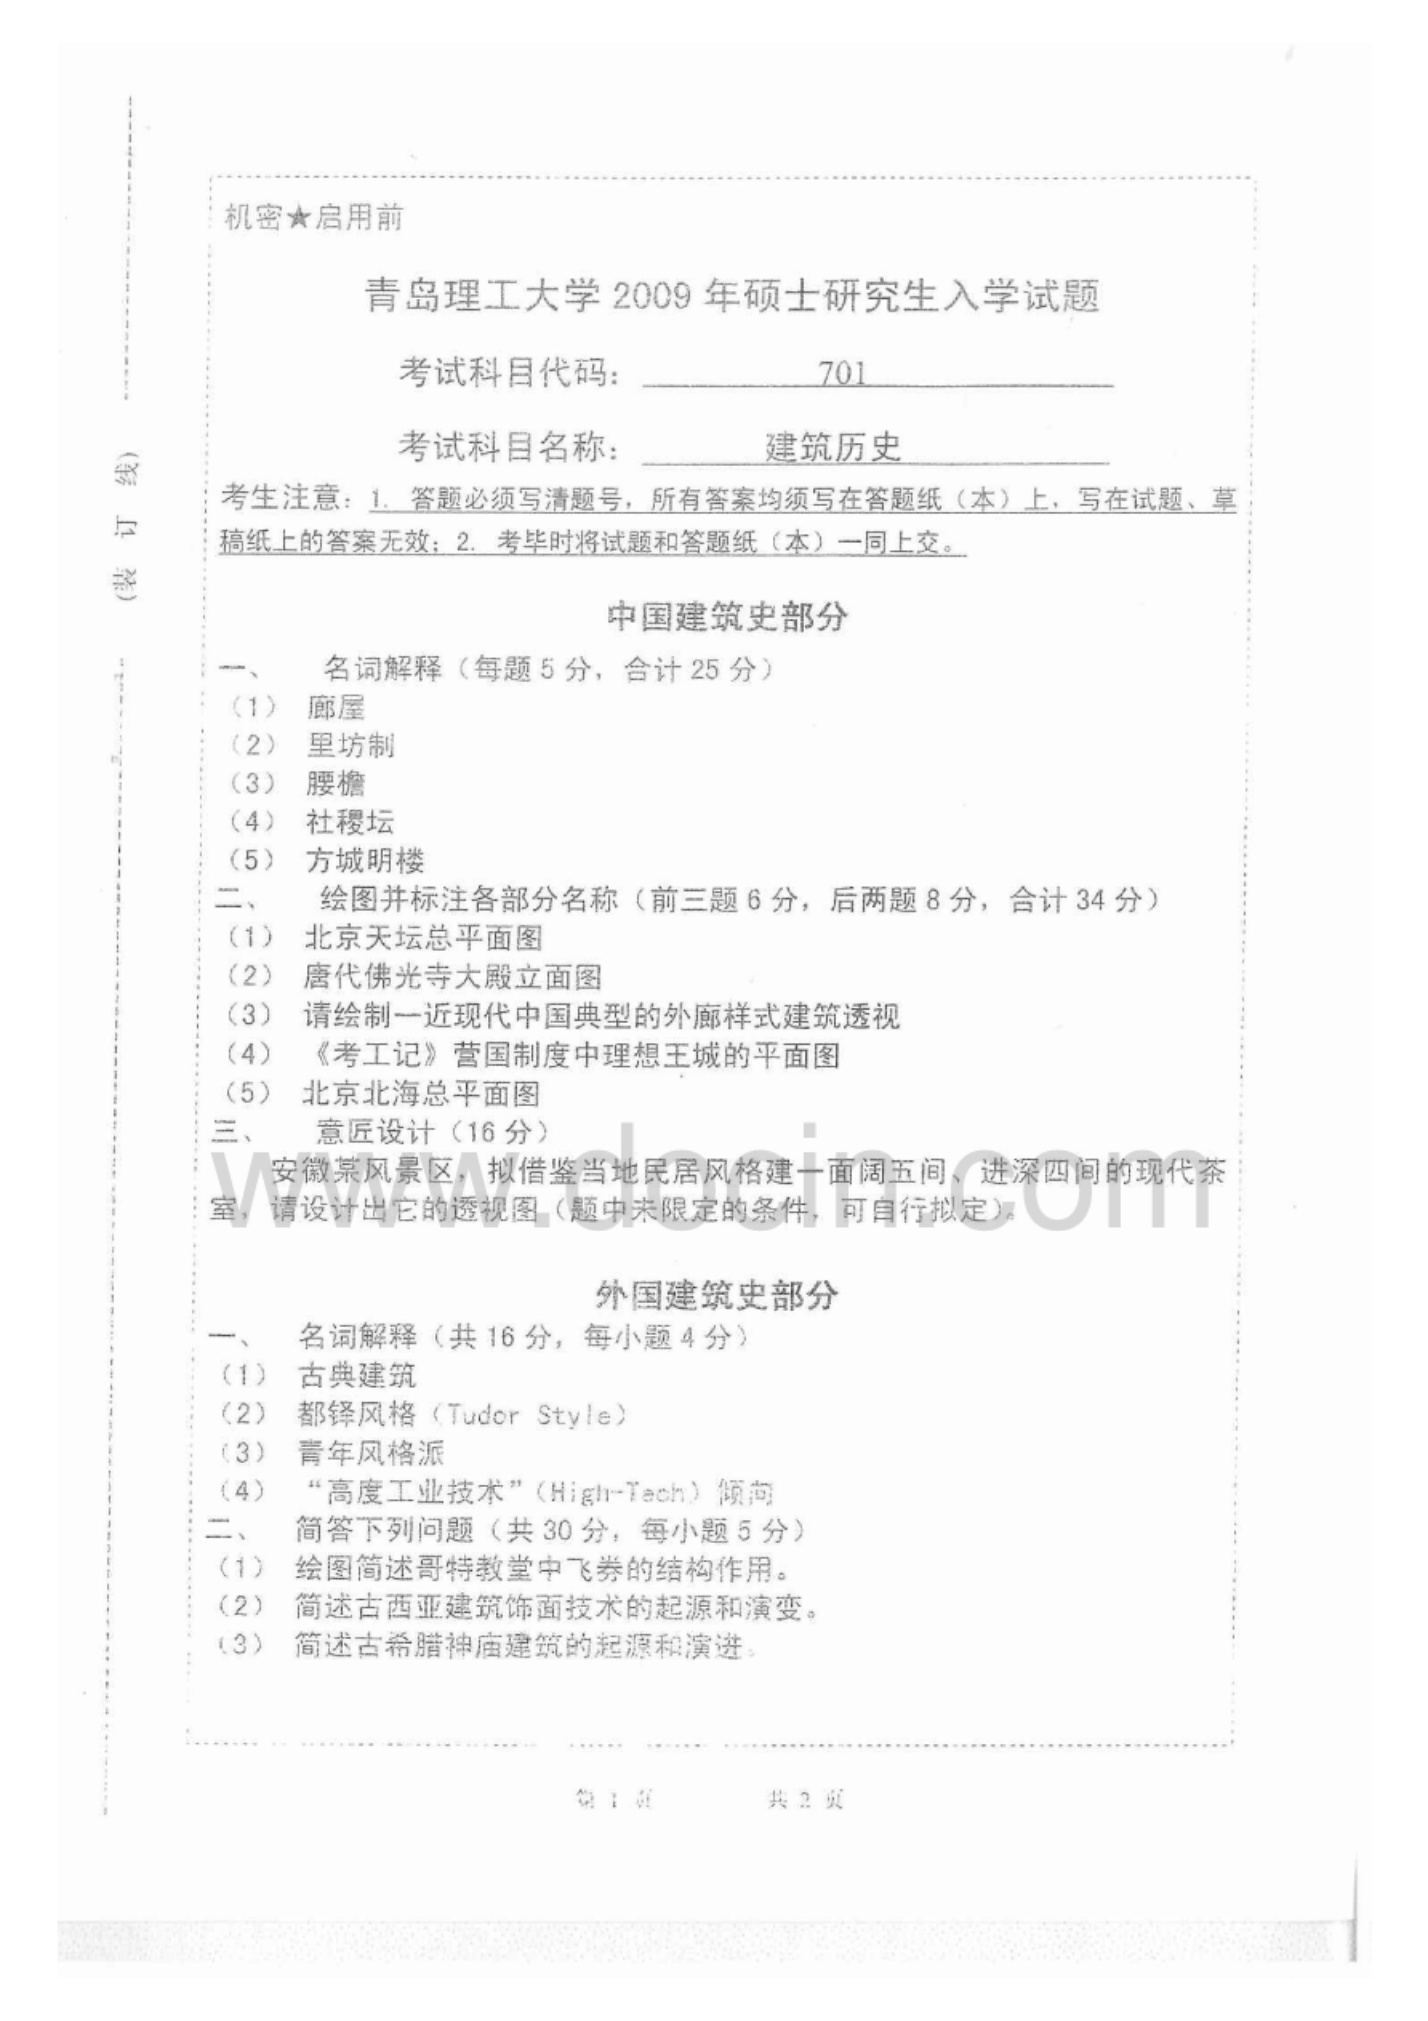 机密★启用前
青岛理工大学 2009 年硕士研究生入学试题
考试科目代码： 701
考试科目名称： 建筑历史
考生注意：1. 答题必须写清题号，所有答案均须写在答题纸（本）上，写在试题、草
稿纸上的答案无效；2. 考毕时将试题和答题纸（本）一同上交。
(装 订 线)
中国建筑史部分
一、 名词解释（每题 5 分，合计 25 分）
（1） 廊屋
（2） 里坊制
（3） 腰檐
（4） 社稷坛
（5） 方城明楼
二、 绘图并标注各部分名称（前三题 6 分，后两题 8 分，合计 34 分）
（1） 北京天坛总平面图
（2） 唐代佛光寺大殿立面图
（3） 请绘制一近现代中国典型的外廊样式建筑透视
（4） 《考工记》营国制度中理想王城的平面图
（5） 北京北海总平面图
三、 意匠设计（16 分）
安徽某风景区，拟借鉴当地民居风格建一面阔五间、进深四间的现代茶
室，请设计出它的透视图（题中未限定的条件，可自行拟定）。
www.docin.com
外国建筑史部分
一、 名词解释（共 16 分，每小题 4 分）
（1） 古典建筑
（2） 都铎风格（Tudor Style）
（3） 青年风格派
（4） “高度工业技术”（High-Tech）倾向
二、 简答下列问题（共 30 分，每小题 5 分）
（1） 绘图简述哥特教堂中飞券的结构作用。
（2） 简述古西亚建筑饰面技术的起源和演变。
（3） 简述古希腊神庙建筑的起源和演进。
第 1 页 共 2 页